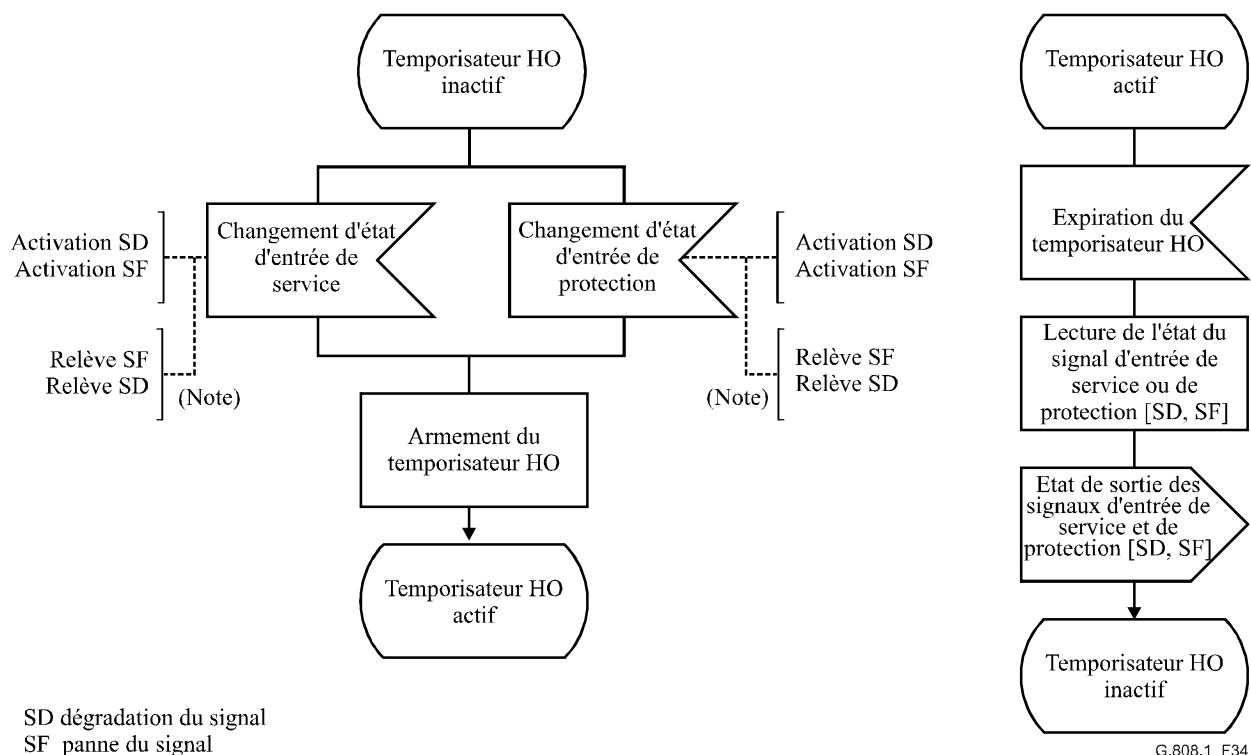 Temporisateur HO
inactif
Changement d'état
d'entrée de
service
Changement d'état
d'entrée de
protection
Activation SD
Activation SF
Relève SF
Relève SD
(Note)
Activation SD
Activation SF
Relève SF
Relève SD
(Note)
Armement du
temporisateur HO
Temporisateur HO
actif
Temporisateur HO
actif
Expiration du
temporisateur HO
Lecture de l'état du
signal d'entrée de
service ou de
protection [SD, SF]
Etat de sortie des
signaux d'entrée de
service et de
protection [SD, SF]
Temporisateur HO
inactif
SD dégradation du signal
SF panne du signal
G.808.1_F34